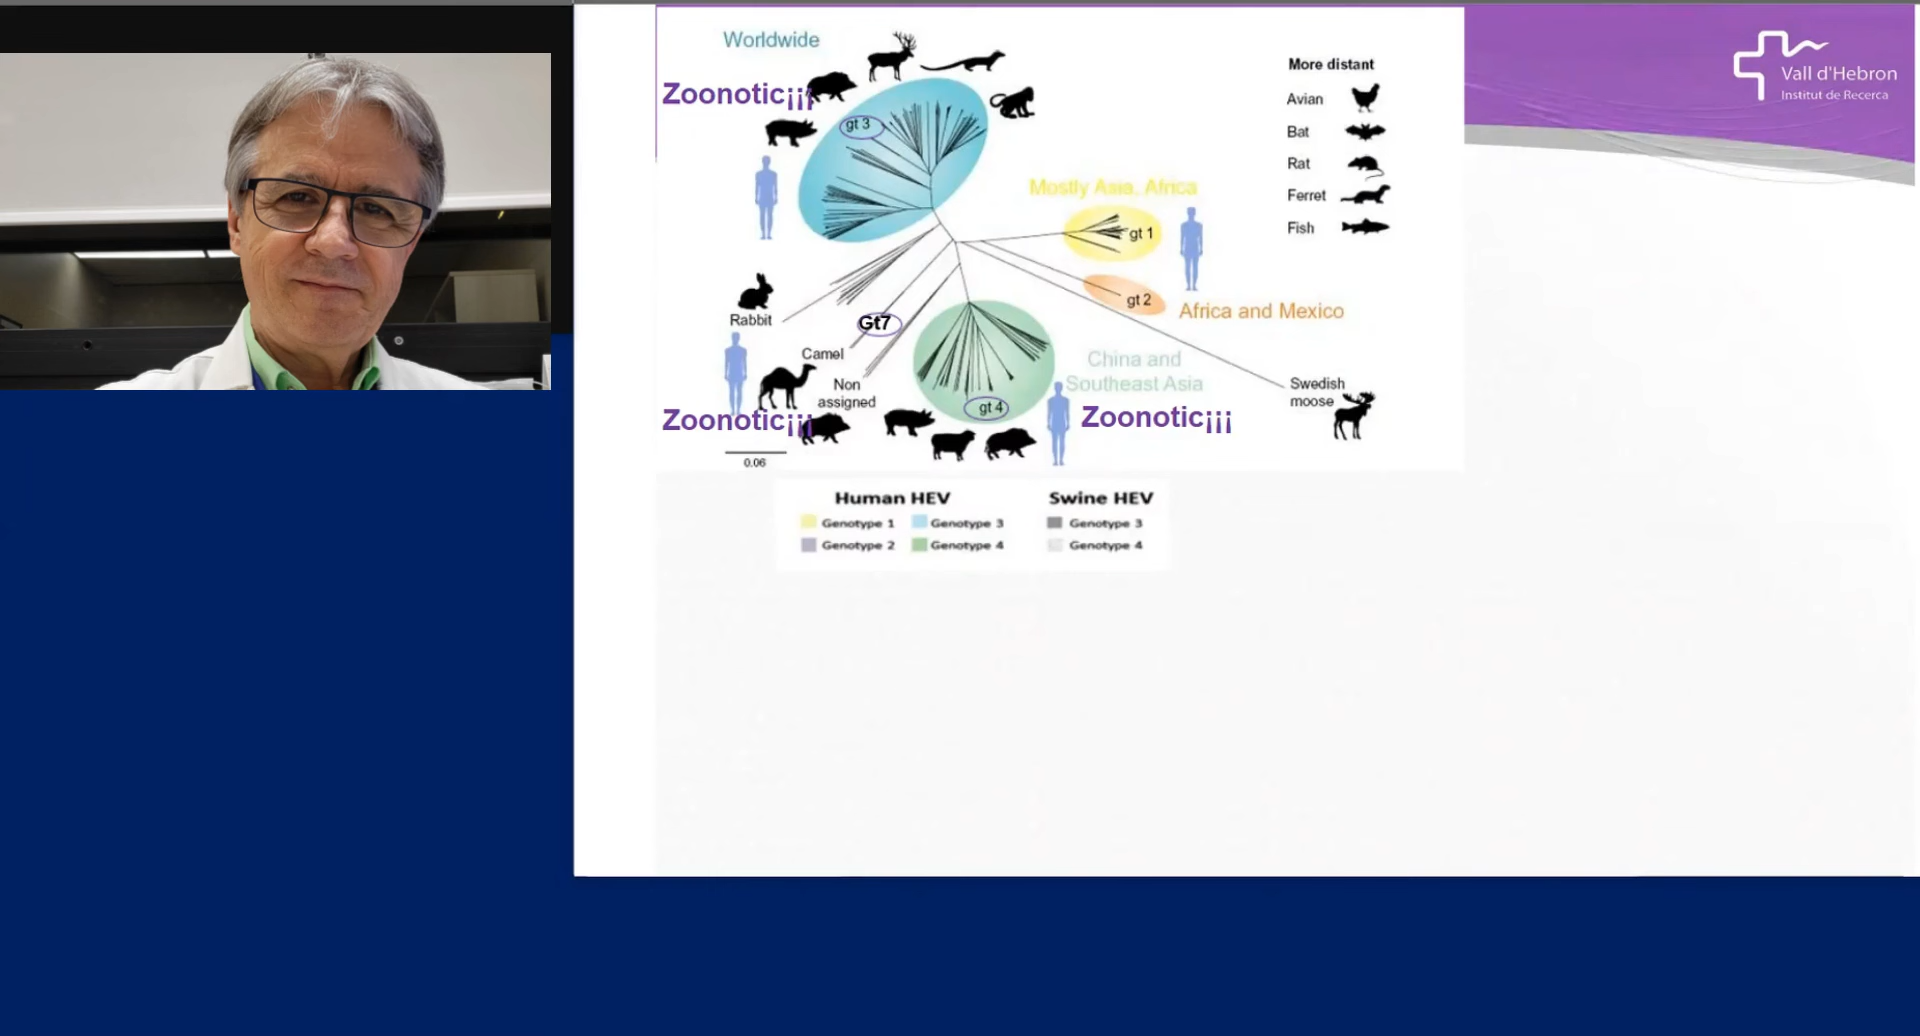 Worldwide
Zoonotic¡¡¡
gt 3
Mostly Asia, Africa
gt 1
gt 2
Africa and Mexico
More distant
Avian
Bat
Rat
Ferret
Fish
Vall d'Hebron
Institut de Recerca
Rabbit
Gt7
Camel
Non
assigned
Zoonotic¡¡¡
0.06
China and
Southeast Asia
gt 4
Zoonotic¡¡¡
Swedish
moose
Human HEV
Genotype 1
Genotype 3
Genotype 2
Genotype 4
Swine HEV
Genotype 3
Genotype 4